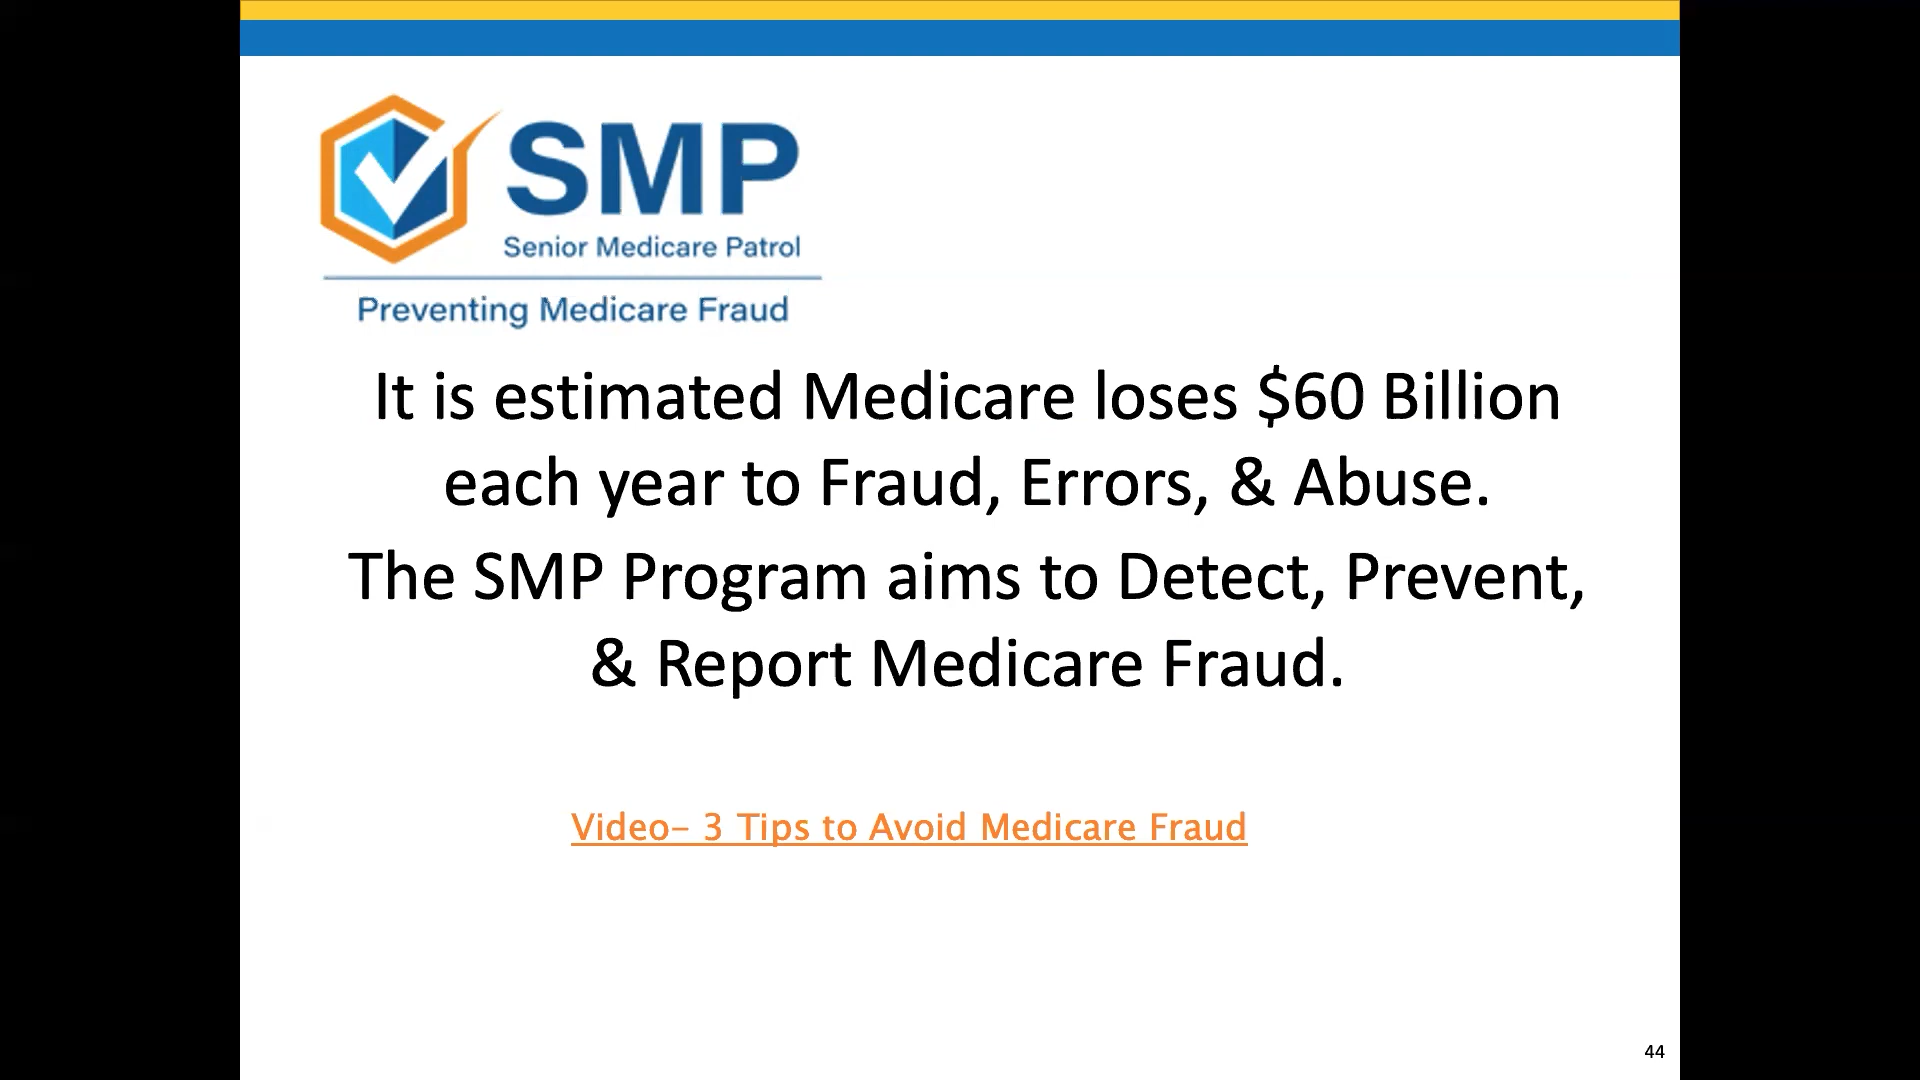 SMP
Senior Medicare Patrol
Preventing Medicare Fraud
It is estimated Medicare loses $60 Billion
each year to Fraud, Errors, & Abuse.
The SMP Program aims to Detect, Prevent,
& Report Medicare Fraud.
Video– 3 Tips to Avoid Medicare Fraud
44